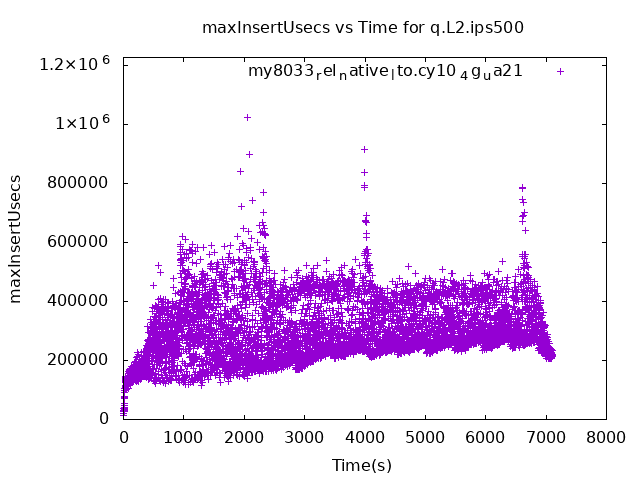 maxInsertUsecs vs Time for q.L2.ips500
my8033_rel_native_lto.cy10_4g_ua21
maxInsertUsecs
1.2×10^6
1×10^6
800000
600000
400000
200000
0
0 1000 2000 3000 4000 5000 6000 7000 8000
Time(s)